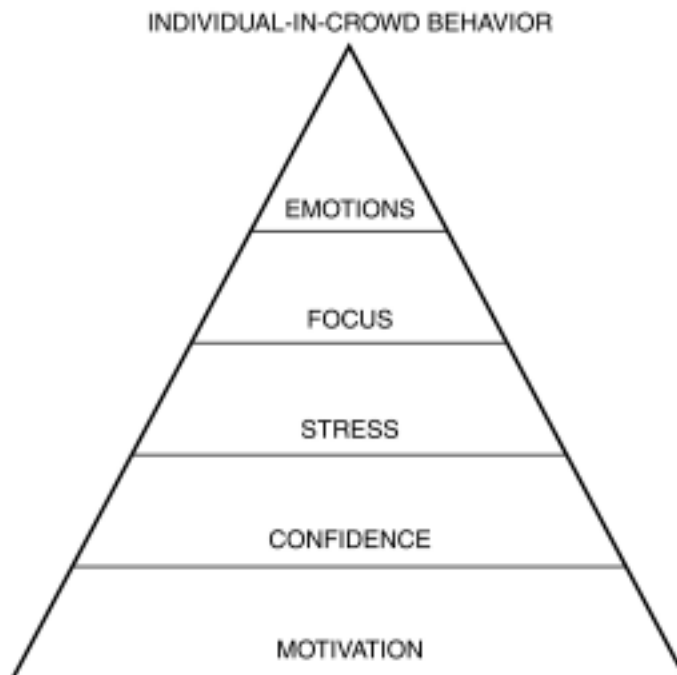 INDIVIDUAL-IN-CROWD BEHAVIOR
EMOTIONS
FOCUS
STRESS
CONFIDENCE
MOTIVATION